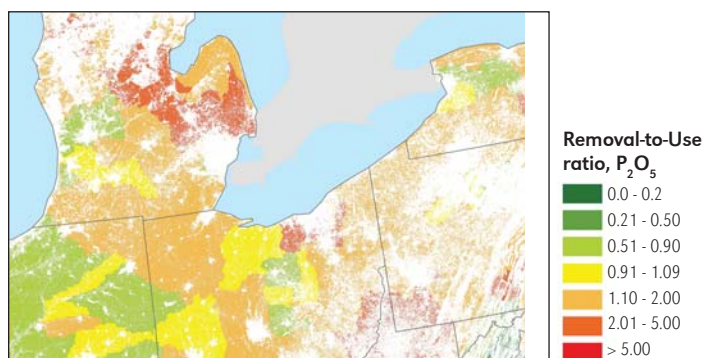 Removal-to-Use
ratio, P₂O₅
0.0 - 0.2
0.21 - 0.50
0.51 - 0.90
0.91 - 1.09
1.10 - 2.00
2.01 - 5.00
> 5.00